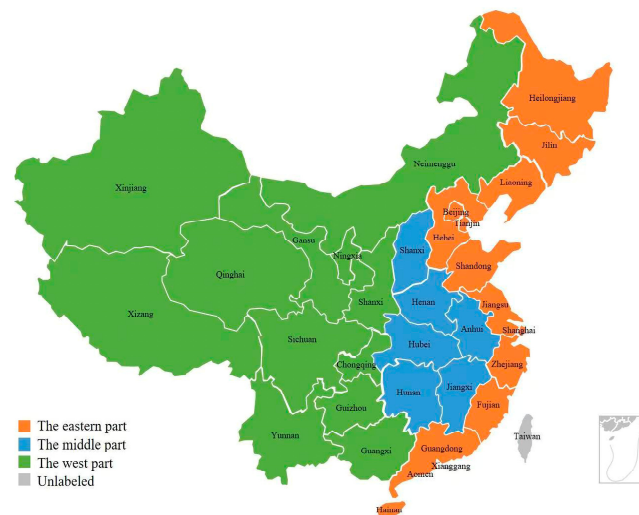 Heilongjiang
Jilin
Neimenggu
Liaoning
Xinjiang
Beijing
Tianjin
Gansu
Hebei
Shanxi
Ningxia
Shandong
Qinghai
Shanxi
Henan
Jiangsu
Xizang
Anhui
Shanghai
Sichuan
Hubei
Chongqing
Zhejiang
Hunan
Jiangxi
Guizhou
Fujian
Yunnan
Taiwan
Guangxi
Guangdong
Xianggang
Aomen
Hainan
The eastern part
The middle part
The west part
Unlabeled